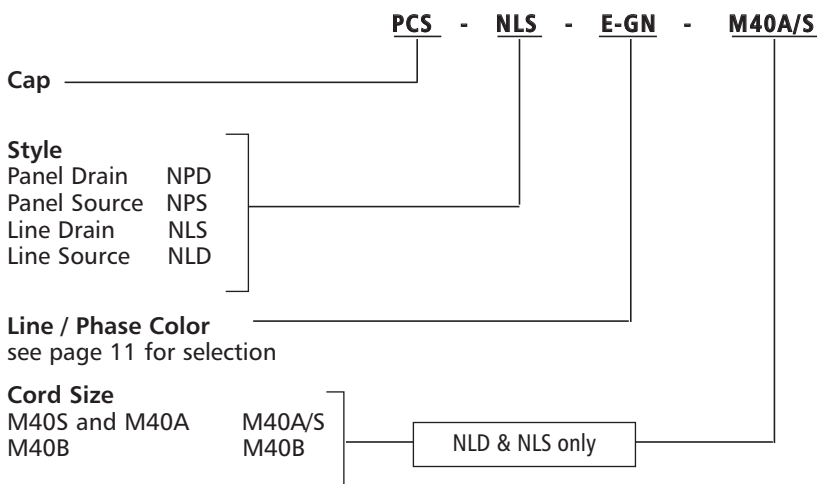 PCS - NLS - E-GN - M40A/S
Cap
Style
Panel Drain NPD
Panel Source NPS
Line Drain NLS
Line Source NLD
Line / Phase Color
see page 11 for selection
Cord Size
M40S and M40A M40A/S
M40B M40B
NLD & NLS only